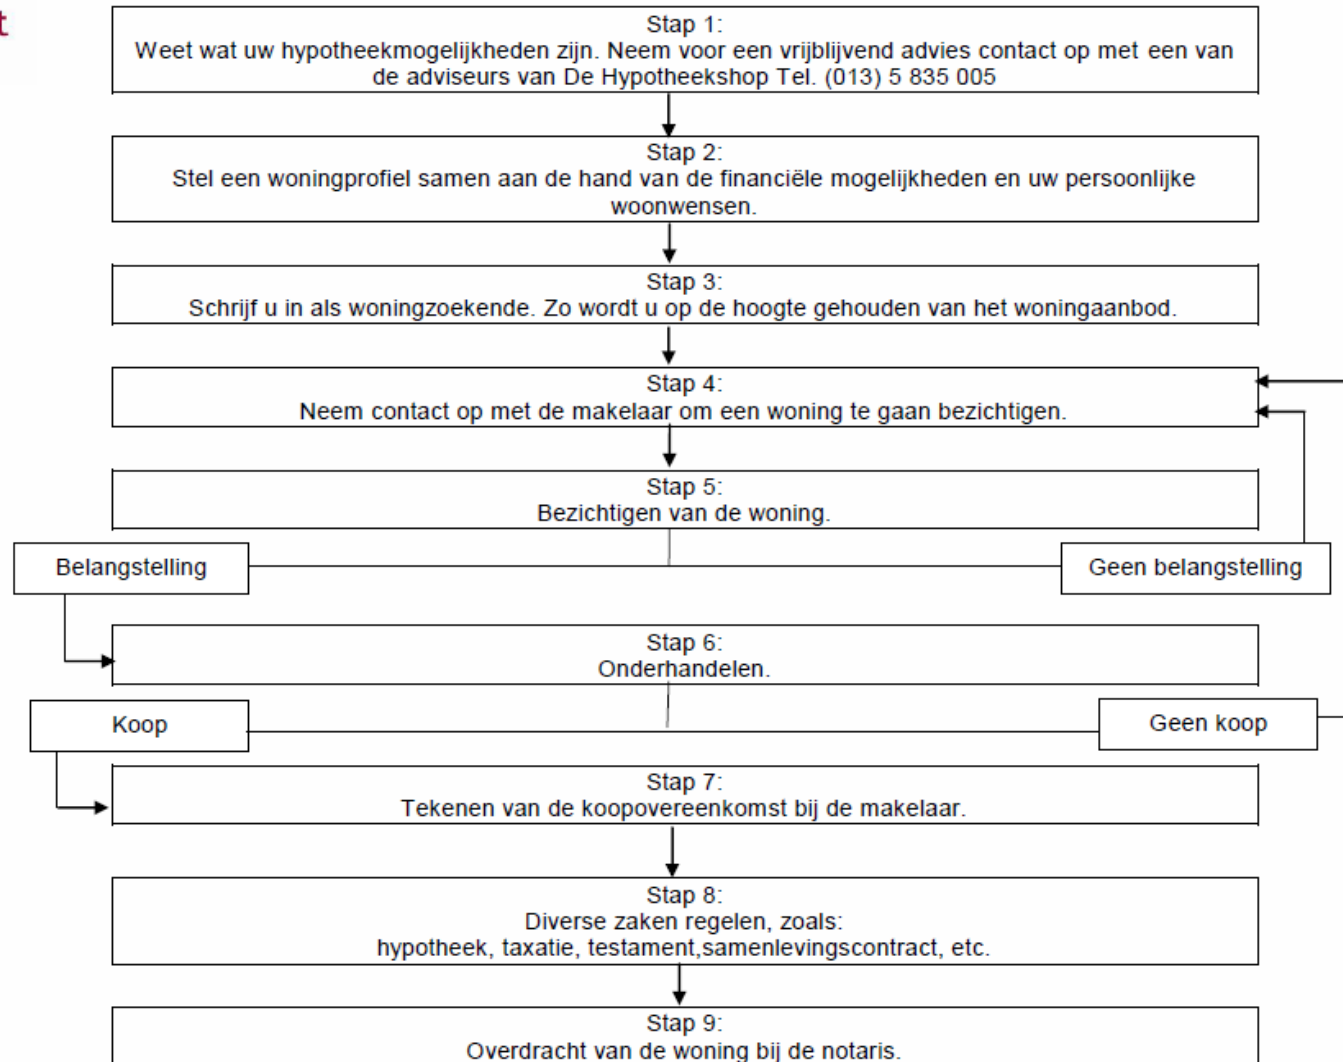 t
Stap 1:
Weet wat uw hypotheekmogelijkheden zijn. Neem voor een vrijblijvend advies contact op met een van
de adviseurs van De Hypotheekshop Tel. (013) 5 835 005
Stap 2:
Stel een woningprofiel samen aan de hand van de financiële mogelijkheden en uw persoonlijke
woonwensen.
Stap 3:
Schrijf u in als woningzoekende. Zo wordt u op de hoogte gehouden van het woningaanbod.
Stap 4:
Neem contact op met de makelaar om een woning te gaan bezichtigen.
Stap 5:
Bezichtigen van de woning.
Belangstelling
Geen belangstelling
Stap 6:
Onderhandelen.
Koop
Geen koop
Stap 7:
Tekenen van de koopovereenkomst bij de makelaar.
Stap 8:
Diverse zaken regelen, zoals:
hypotheek, taxatie, testament,samenlevingscontract, etc.
Stap 9:
Overdracht van de woning bij de notaris.